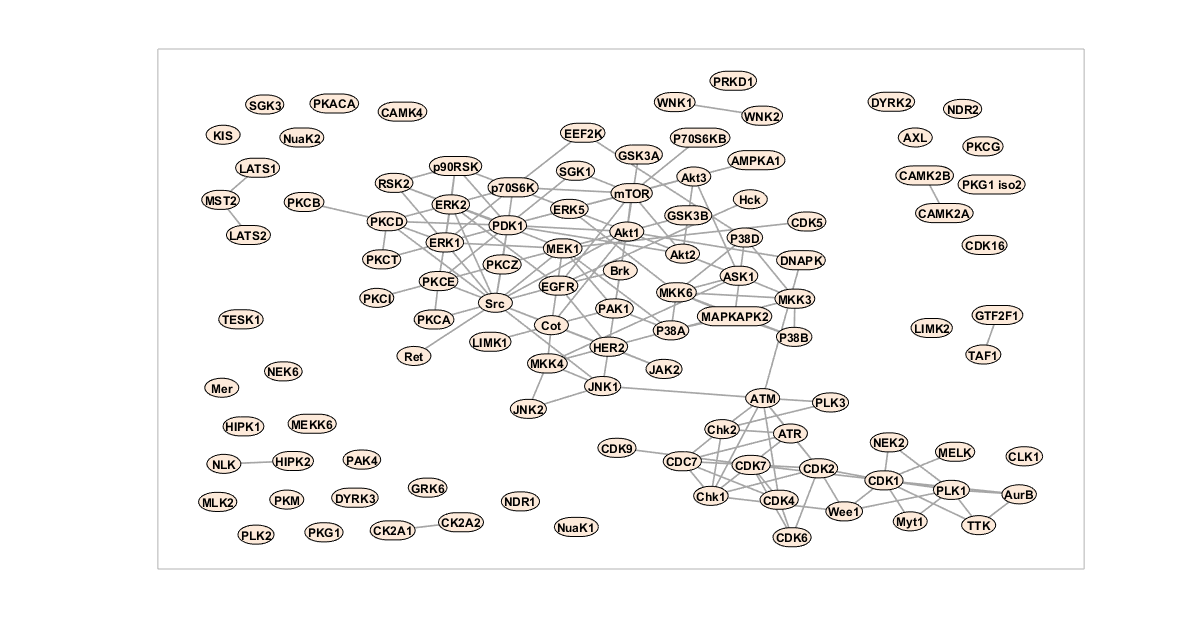 PRKD1
SGK3
PKACA
CAMK4
WNK1
WNK2
DYRK2
NDR2
KIS
NuaK2
EEF2K
P70S6KB
AXL
PKCG
LATS1
p90RSK
SGK1
GSK3A
AMPKA1
CAMK2B
PKG1 iso2
RSK2
p70S6K
mTOR
Akt3
MST2
PKCB
ERK2
ERK5
Hck
CAMK2A
LATS2
PKCD
PDK1
Akt1
GSK3B
CDK5
PKCT
ERK1
MEK1
Akt2
P38D
DNAPK
CDK16
PKCZ
Brk
ASK1
PKCI
PKCE
EGFR
MKK6
MKK3
Src
PAK1
MAPKAPK2
TESK1
PKCA
Cot
P38A
P38B
LIMK2
GTF2F1
Ret
LIMK1
HER2
TAF1
NEK6
MKK4
JAK2
Mer
JNK1
JNK2
ATM
PLK3
HIPK1
MEKK6
Chk2
ATR
NLK
HIPK2
PAK4
CDK9
CDC7
CDK7
CDK2
NEK2
MELK
CLK1
MLK2
PKM
DYRK3
GRK6
NDR1
Chk1
CDK4
CDK1
PLK1
AurB
PLK2
PKG1
CK2A1
CK2A2
NuaK1
CDK6
Wee1
Myt1
TTK